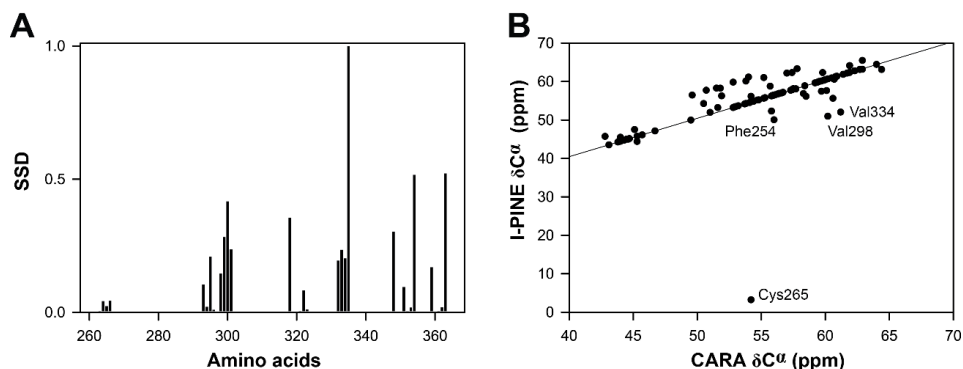 A
SSD
1.0
0.5
0.0
260
280
300
320
340
360
Amino acids
B
I-PINE δCα (ppm)
70
60
50
40
30
20
10
0
Phe254
Val334
Val298
Cys265
40
45
50
55
60
65
70
CARA δCα (ppm)